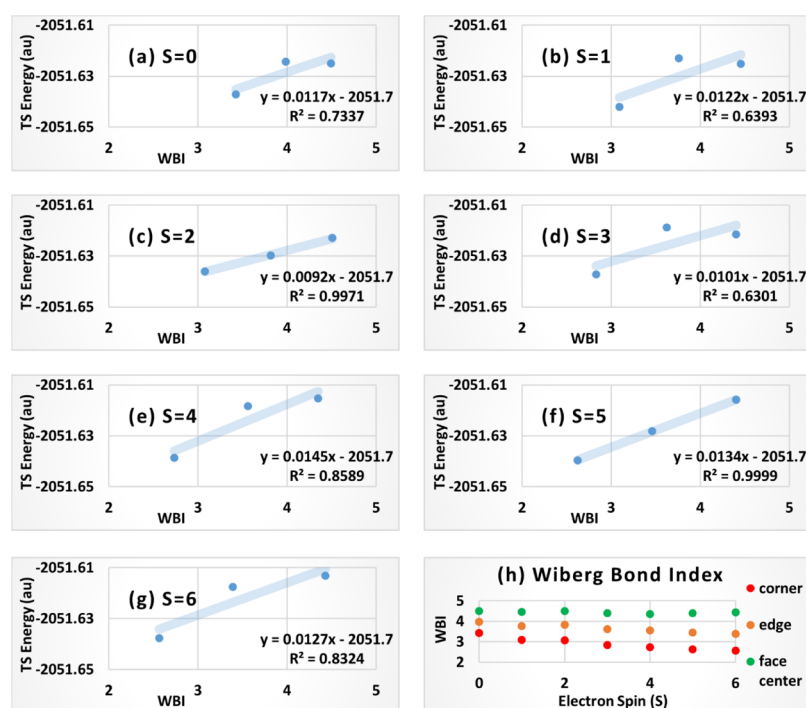 -2051.61
-2051.63
-2051.65
TS Energy (au)
(a) S=0
y = 0.0117x - 2051.7
R² = 0.7337
2 3 4 5
WBI
-2051.61
-2051.63
-2051.65
TS Energy (au)
(b) S=1
y = 0.0122x - 2051.7
R² = 0.6393
2 3 4 5
WBI
-2051.61
-2051.63
-2051.65
TS Energy (au)
(c) S=2
y = 0.0092x - 2051.7
R² = 0.9971
2 3 4 5
WBI
-2051.61
-2051.63
-2051.65
TS Energy (au)
(d) S=3
y = 0.0101x - 2051.7
R² = 0.6301
2 3 4 5
WBI
-2051.61
-2051.63
-2051.65
TS Energy (au)
(e) S=4
y = 0.0145x - 2051.7
R² = 0.8589
2 3 4 5
WBI
-2051.61
-2051.63
-2051.65
TS Energy (au)
(f) S=5
y = 0.0134x - 2051.7
R² = 0.9999
2 3 4 5
WBI
-2051.61
-2051.63
-2051.65
TS Energy (au)
(g) S=6
y = 0.0127x - 2051.7
R² = 0.8324
2 3 4 5
WBI
(h) Wiberg Bond Index
5
4
3
2
WBI
0 2 4 6
Electron Spin (S)
corner
edge
face
center